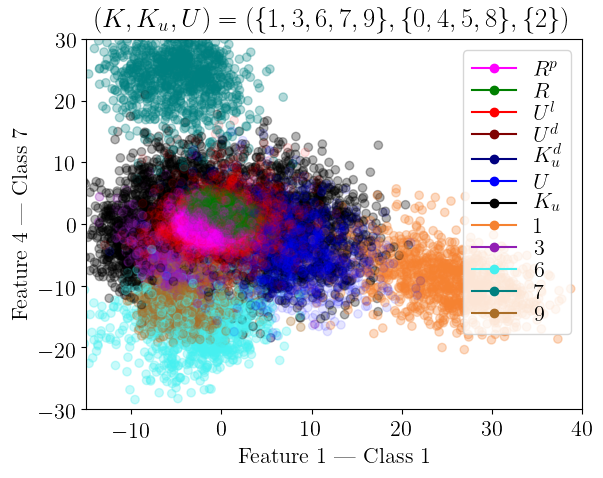 (K, K_u, U) = ({1, 3, 6, 7, 9}, {0, 4, 5, 8}, {2})
30
20
10
0
−10
−20
−30
Feature 4 — Class 7
R^p
R
U^l
U^d
K_u^d
U
K_u
1
3
6
7
9
−10 0 10 20 30 40
Feature 1 — Class 1